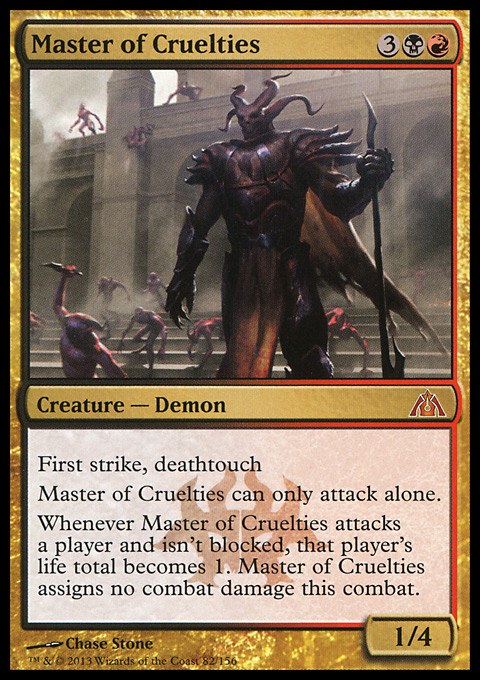 Master of Cruelties 3
Creature — Demon
First strike, deathtouch
Master of Cruelties can only attack alone.
Whenever Master of Cruelties attacks
a player and isn't blocked, that player's
life total becomes 1. Master of Cruelties
assigns no combat damage this combat.
1/4
Chase Stone
™ & © 2013 Wizards of the Coast 82/156